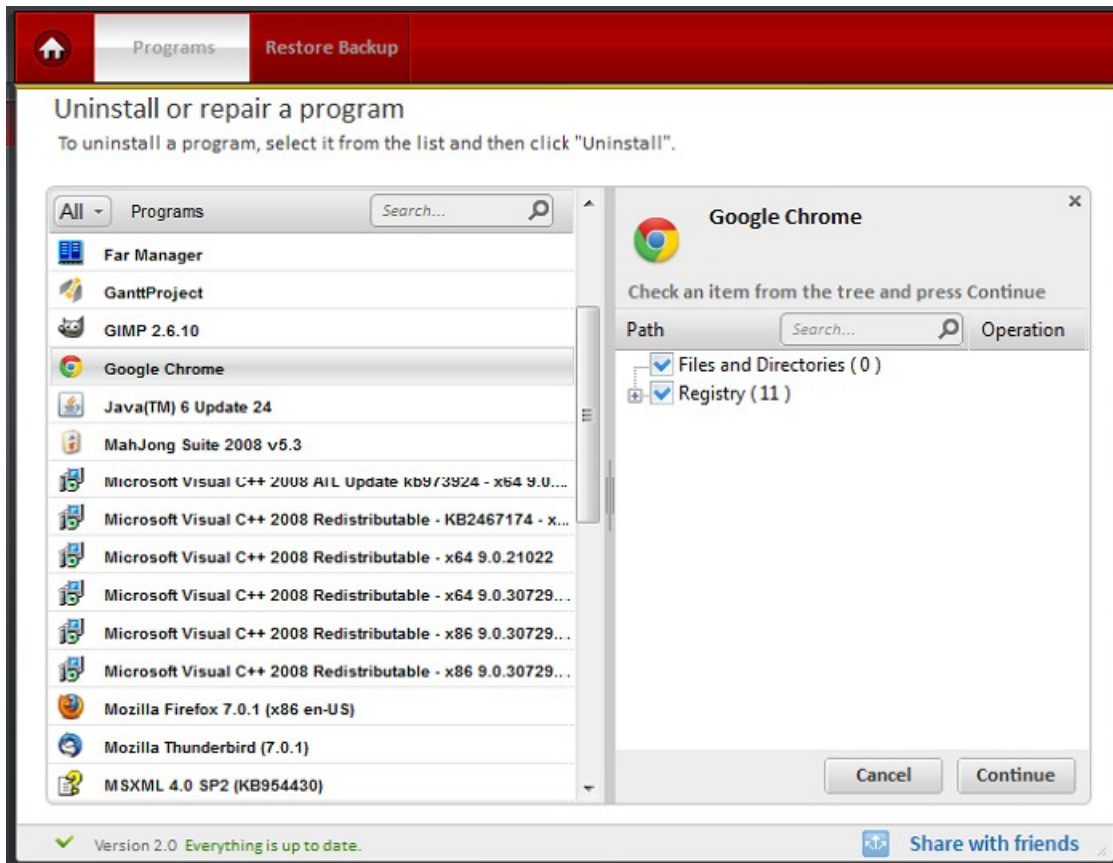 Programs
Restore Backup
Uninstall or repair a program
To uninstall a program, select it from the list and then click "Uninstall".
All
Programs
Search...
Far Manager
GanttProject
GIMP 2.6.10
Google Chrome
Java(TM) 6 Update 24
MahJong Suite 2008 v5.3
Microsoft Visual C++ 2008 ATL Update kb973924 - x64 9.0....
Microsoft Visual C++ 2008 Redistributable - KB2467174 - x...
Microsoft Visual C++ 2008 Redistributable - x64 9.0.21022
Microsoft Visual C++ 2008 Redistributable - x64 9.0.30729...
Microsoft Visual C++ 2008 Redistributable - x86 9.0.30729...
Microsoft Visual C++ 2008 Redistributable - x86 9.0.30729...
Mozilla Firefox 7.0.1 (x86 en-US)
Mozilla Thunderbird (7.0.1)
MSXML 4.0 SP2 (KB954430)
Google Chrome
Check an item from the tree and press Continue
Path
Search...
Operation
Files and Directories ( 0 )
Registry ( 11 )
Cancel
Continue
Version 2.0 Everything is up to date.
Share with friends